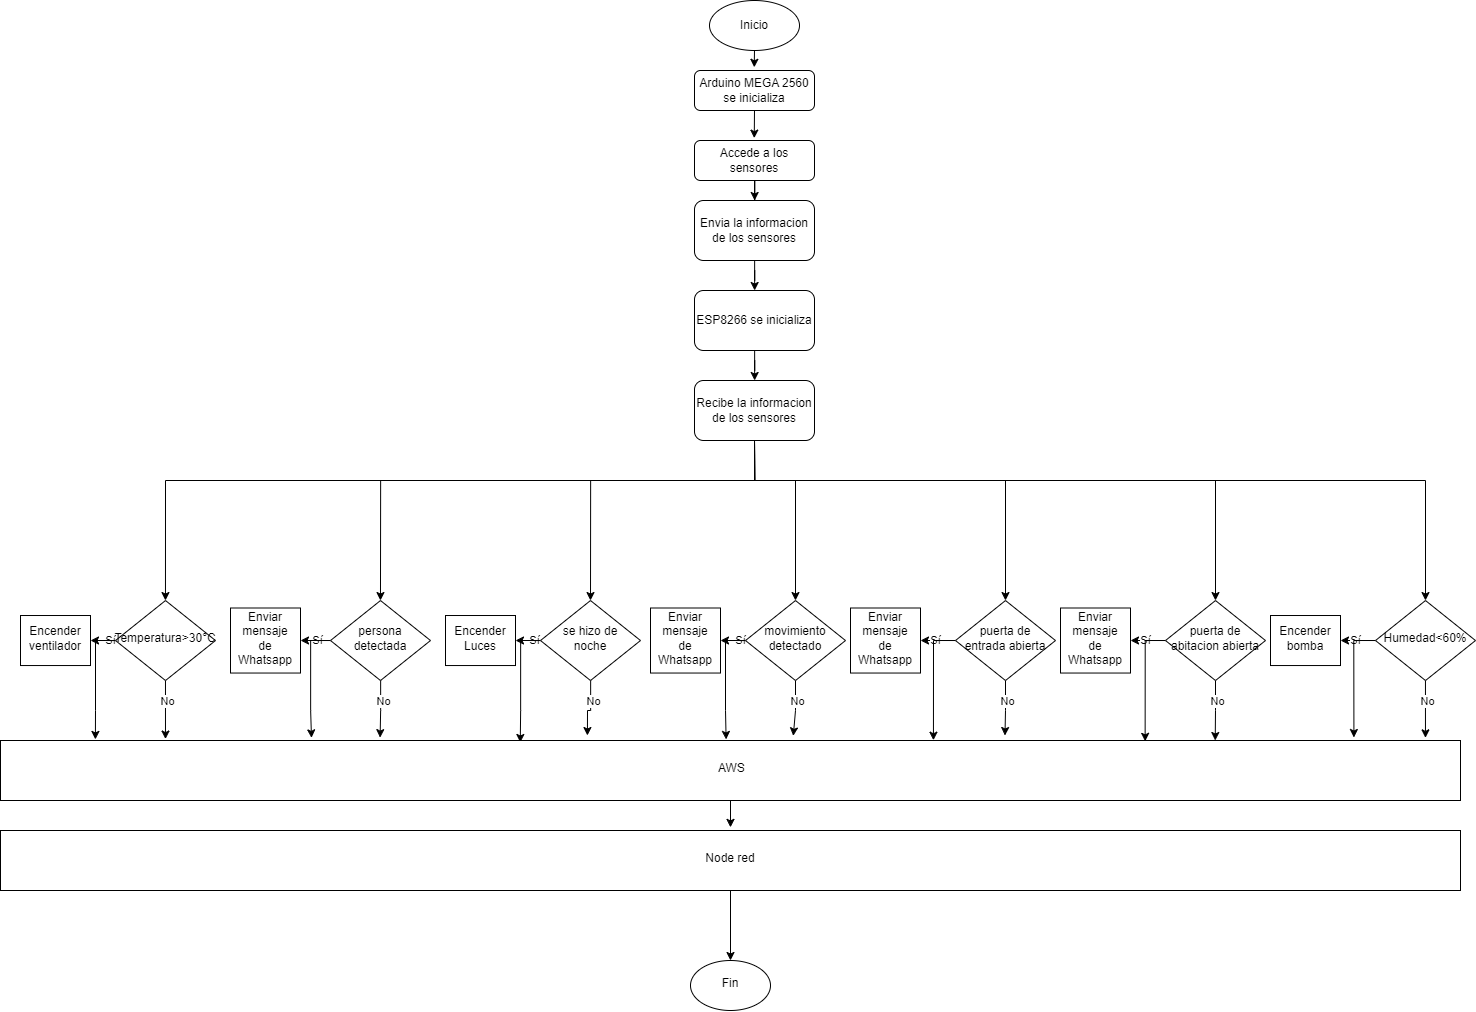 Inicio
Arduino MEGA 2560
se inicializa
Accede a los
sensores
Envia la informacion
de los sensores
ESP8266 se inicializa
Recibe la informacion
de los sensores
Encender
ventilador
Sí
Temperatura>30°C
No
Enviar
mensaje
de
Whatsapp
Sí
persona
detectada
No
Encender
Luces
Sí
se hizo de
noche
No
Enviar
mensaje
de
Whatsapp
Sí
movimiento
detectado
No
Enviar
mensaje
de
Whatsapp
Sí
puerta de
entrada abierta
No
Enviar
mensaje
de
Whatsapp
Sí
puerta de
abitacion abierta
No
Encender
bomba
Sí
Humedad<60%
No
AWS
Node red
Fin